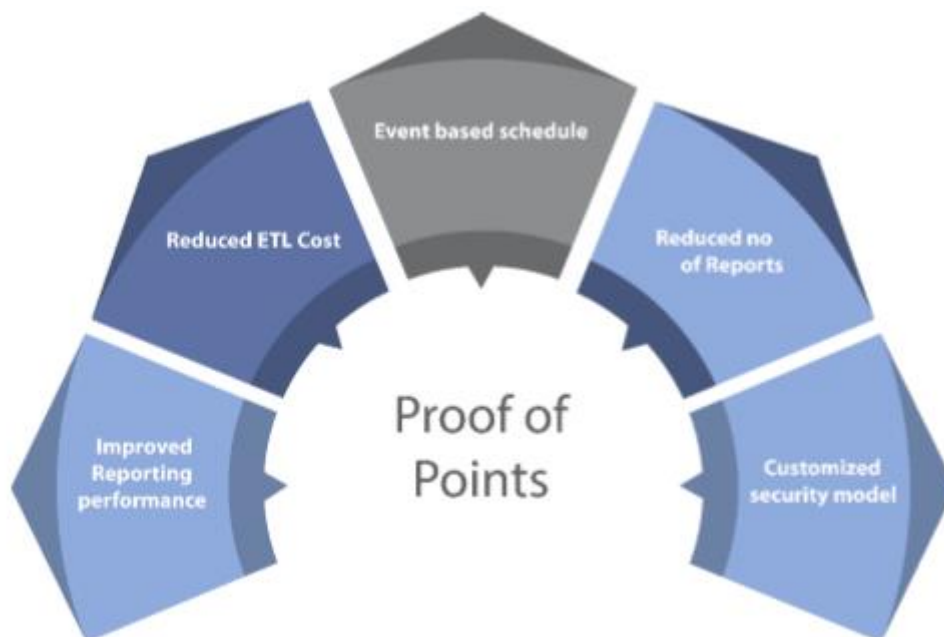 Event based schedule
Reduced ETL Cost
Reduced no
of Reports
Improved
Reporting
performance
Proof of
Points
Customized
security model